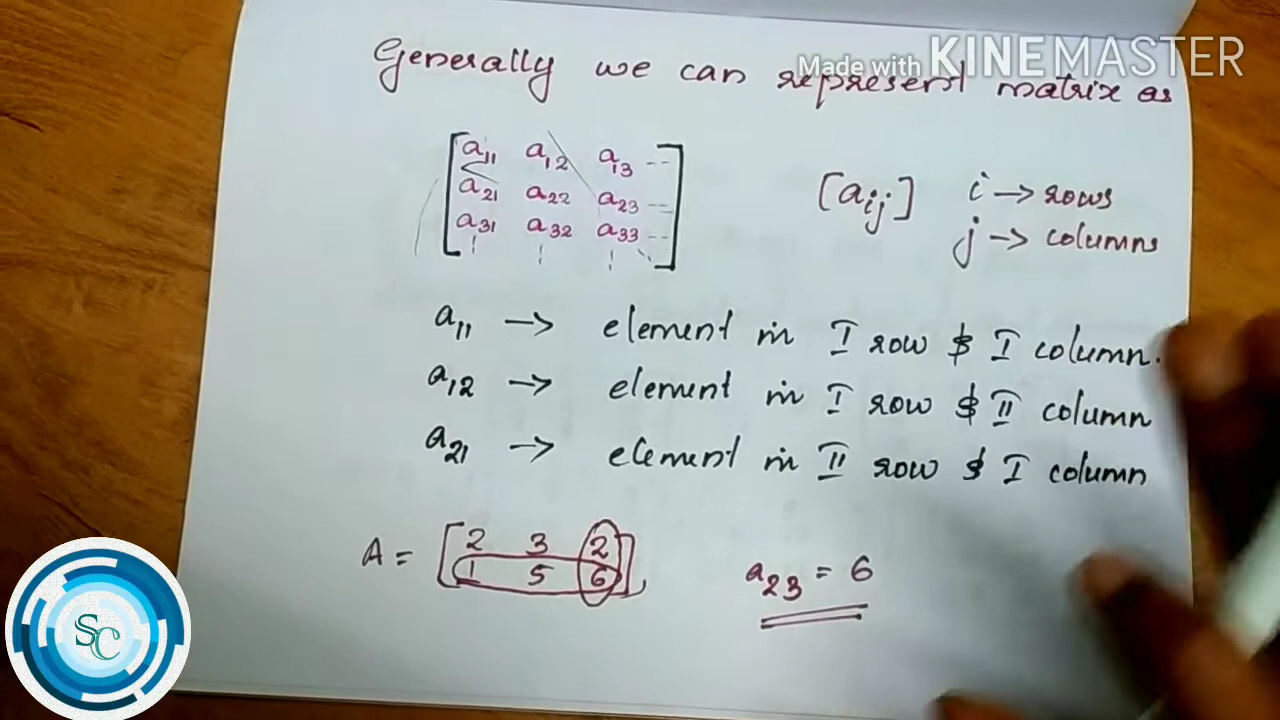 Generally we can represent matrix as
Made with KINEMASTER
a11 a12 a13 --
a21 a22 a23 --
a31 a32 a33 --
[aij] i → rows
j → columns
a11 → element in I row & I column.
a12 → element in I row & II column
a21 → element in II row & I column
A = [2 3 2
1 5 6]
a23 = 6
SC